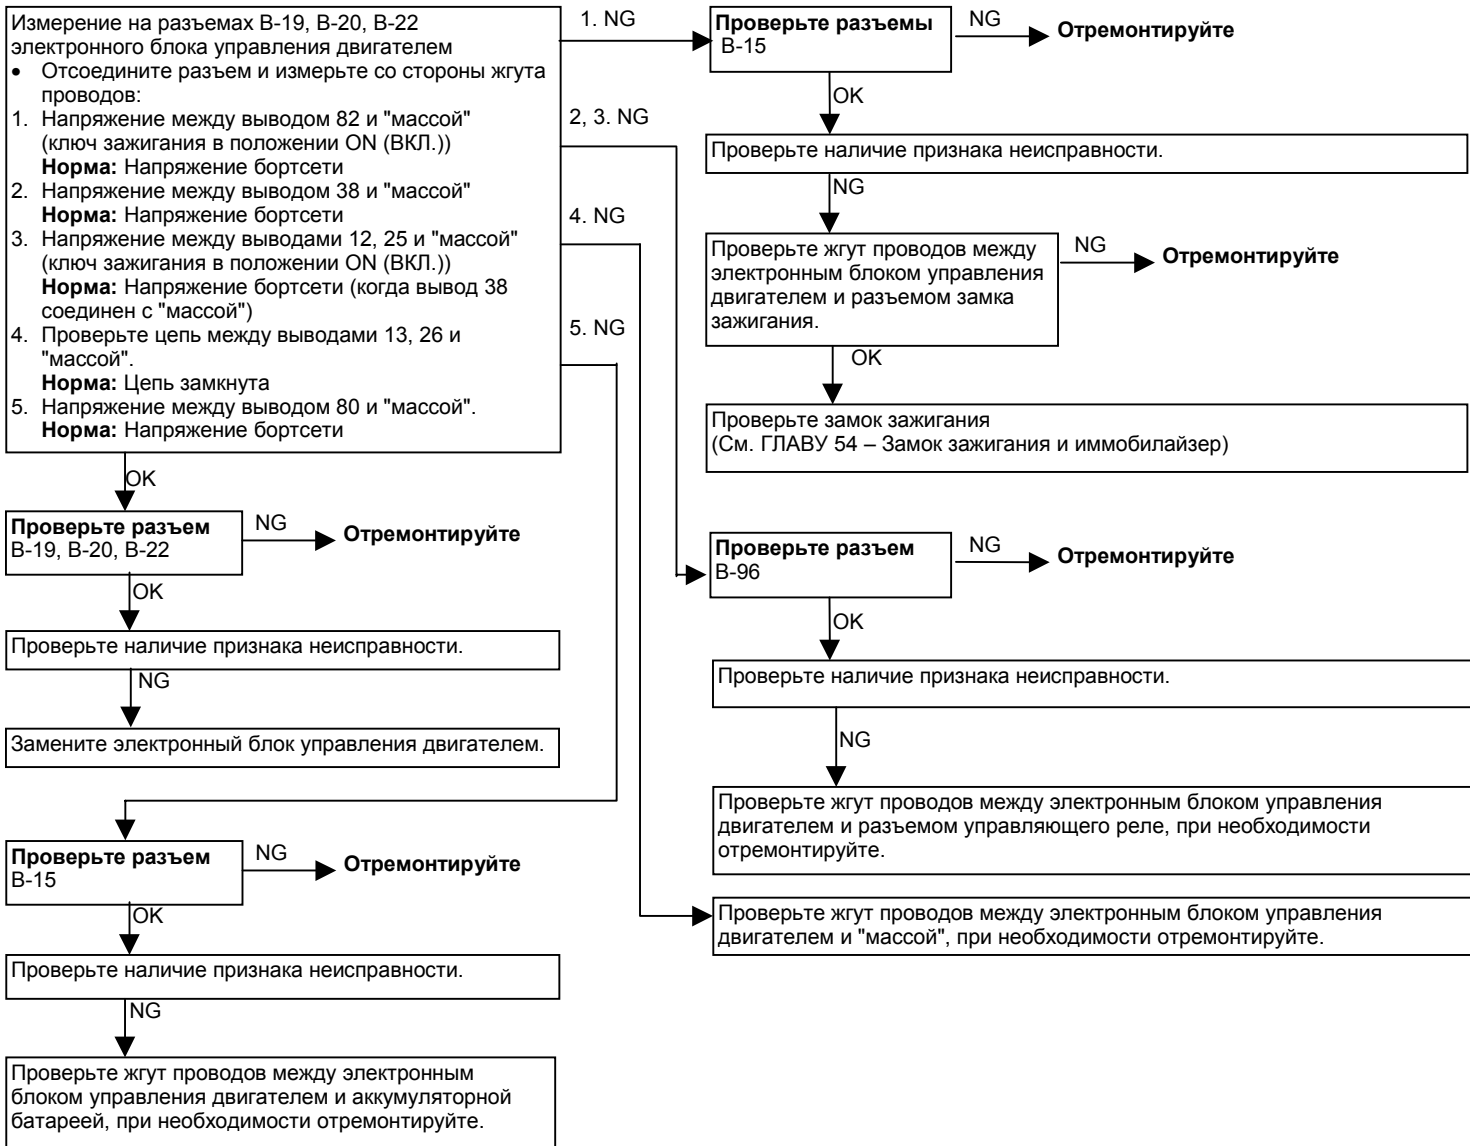 Измерение на разъемах B-19, B-20, B-22
электронного блока управления двигателем
• Отсоедините разъем и измерьте со стороны жгута
проводов:
1. Напряжение между выводом 82 и "массой"
(ключ зажигания в положении ON (ВКЛ.))
Норма: Напряжение бортсети
2. Напряжение между выводом 38 и "массой"
Норма: Напряжение бортсети
3. Напряжение между выводами 12, 25 и "массой"
(ключ зажигания в положении ON (ВКЛ.))
Норма: Напряжение бортсети (когда вывод 38
соединен с "массой")
4. Проверьте цепь между выводами 13, 26 и
"массой".
Норма: Цепь замкнута
5. Напряжение между выводом 80 и "массой".
Норма: Напряжение бортсети
1. NG
2, 3. NG
4. NG
5. NG
Проверьте разъемы
B-15
NG
Отремонтируйте
OK
Проверьте наличие признака неисправности.
NG
Проверьте жгут проводов между
электронным блоком управления
двигателем и разъемом замка
зажигания.
NG
Отремонтируйте
OK
Проверьте замок зажигания
(См. ГЛАВУ 54 – Замок зажигания и иммобилайзер)
OK
Проверьте разъем
B-19, B-20, B-22
NG
Отремонтируйте
OK
Проверьте наличие признака неисправности.
NG
Замените электронный блок управления двигателем.
Проверьте разъем
B-96
NG
Отремонтируйте
OK
Проверьте наличие признака неисправности.
NG
Проверьте жгут проводов между электронным блоком управления
двигателем и разъемом управляющего реле, при необходимости
отремонтируйте.
Проверьте жгут проводов между электронным блоком управления
двигателем и "массой", при необходимости отремонтируйте.
Проверьте разъем
B-15
NG
Отремонтируйте
OK
Проверьте наличие признака неисправности.
NG
Проверьте жгут проводов между электронным
блоком управления двигателем и аккумуляторной
батареей, при необходимости отремонтируйте.